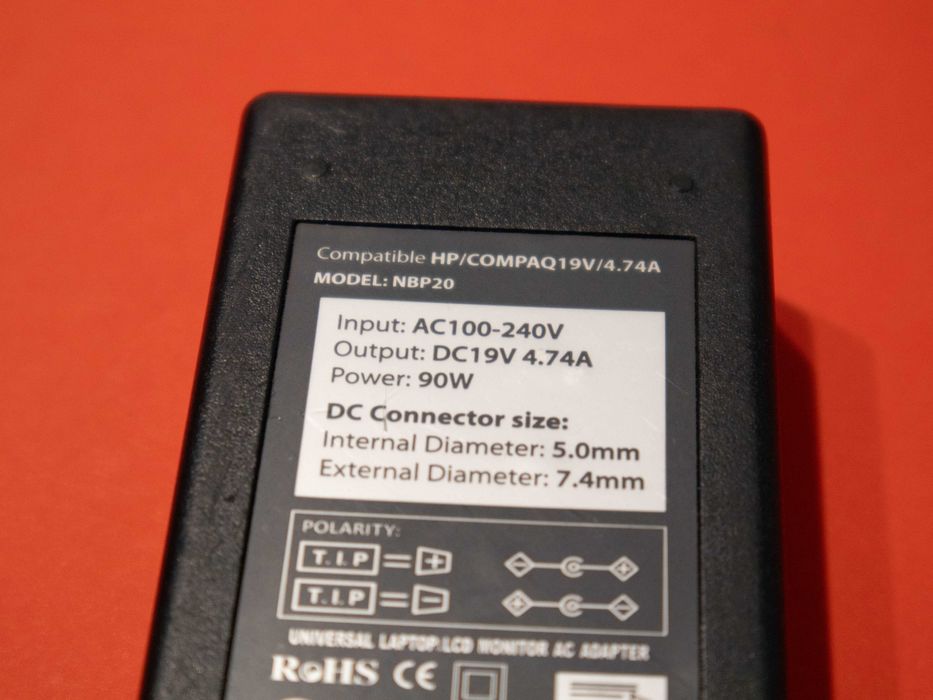 Compatible HP/COMPAQ19V/4.74A
MODEL: NBP20
Input: AC100-240V
Output: DC19V 4.74A
Power: 90W
DC Connector size:
Internal Diameter: 5.0mm
External Diameter: 7.4mm
POLARITY:
T.I.P = +
T.I.P = -
UNIVERSAL LAPTOP.LCD MONITOR AC ADAPTER
RoHS CE